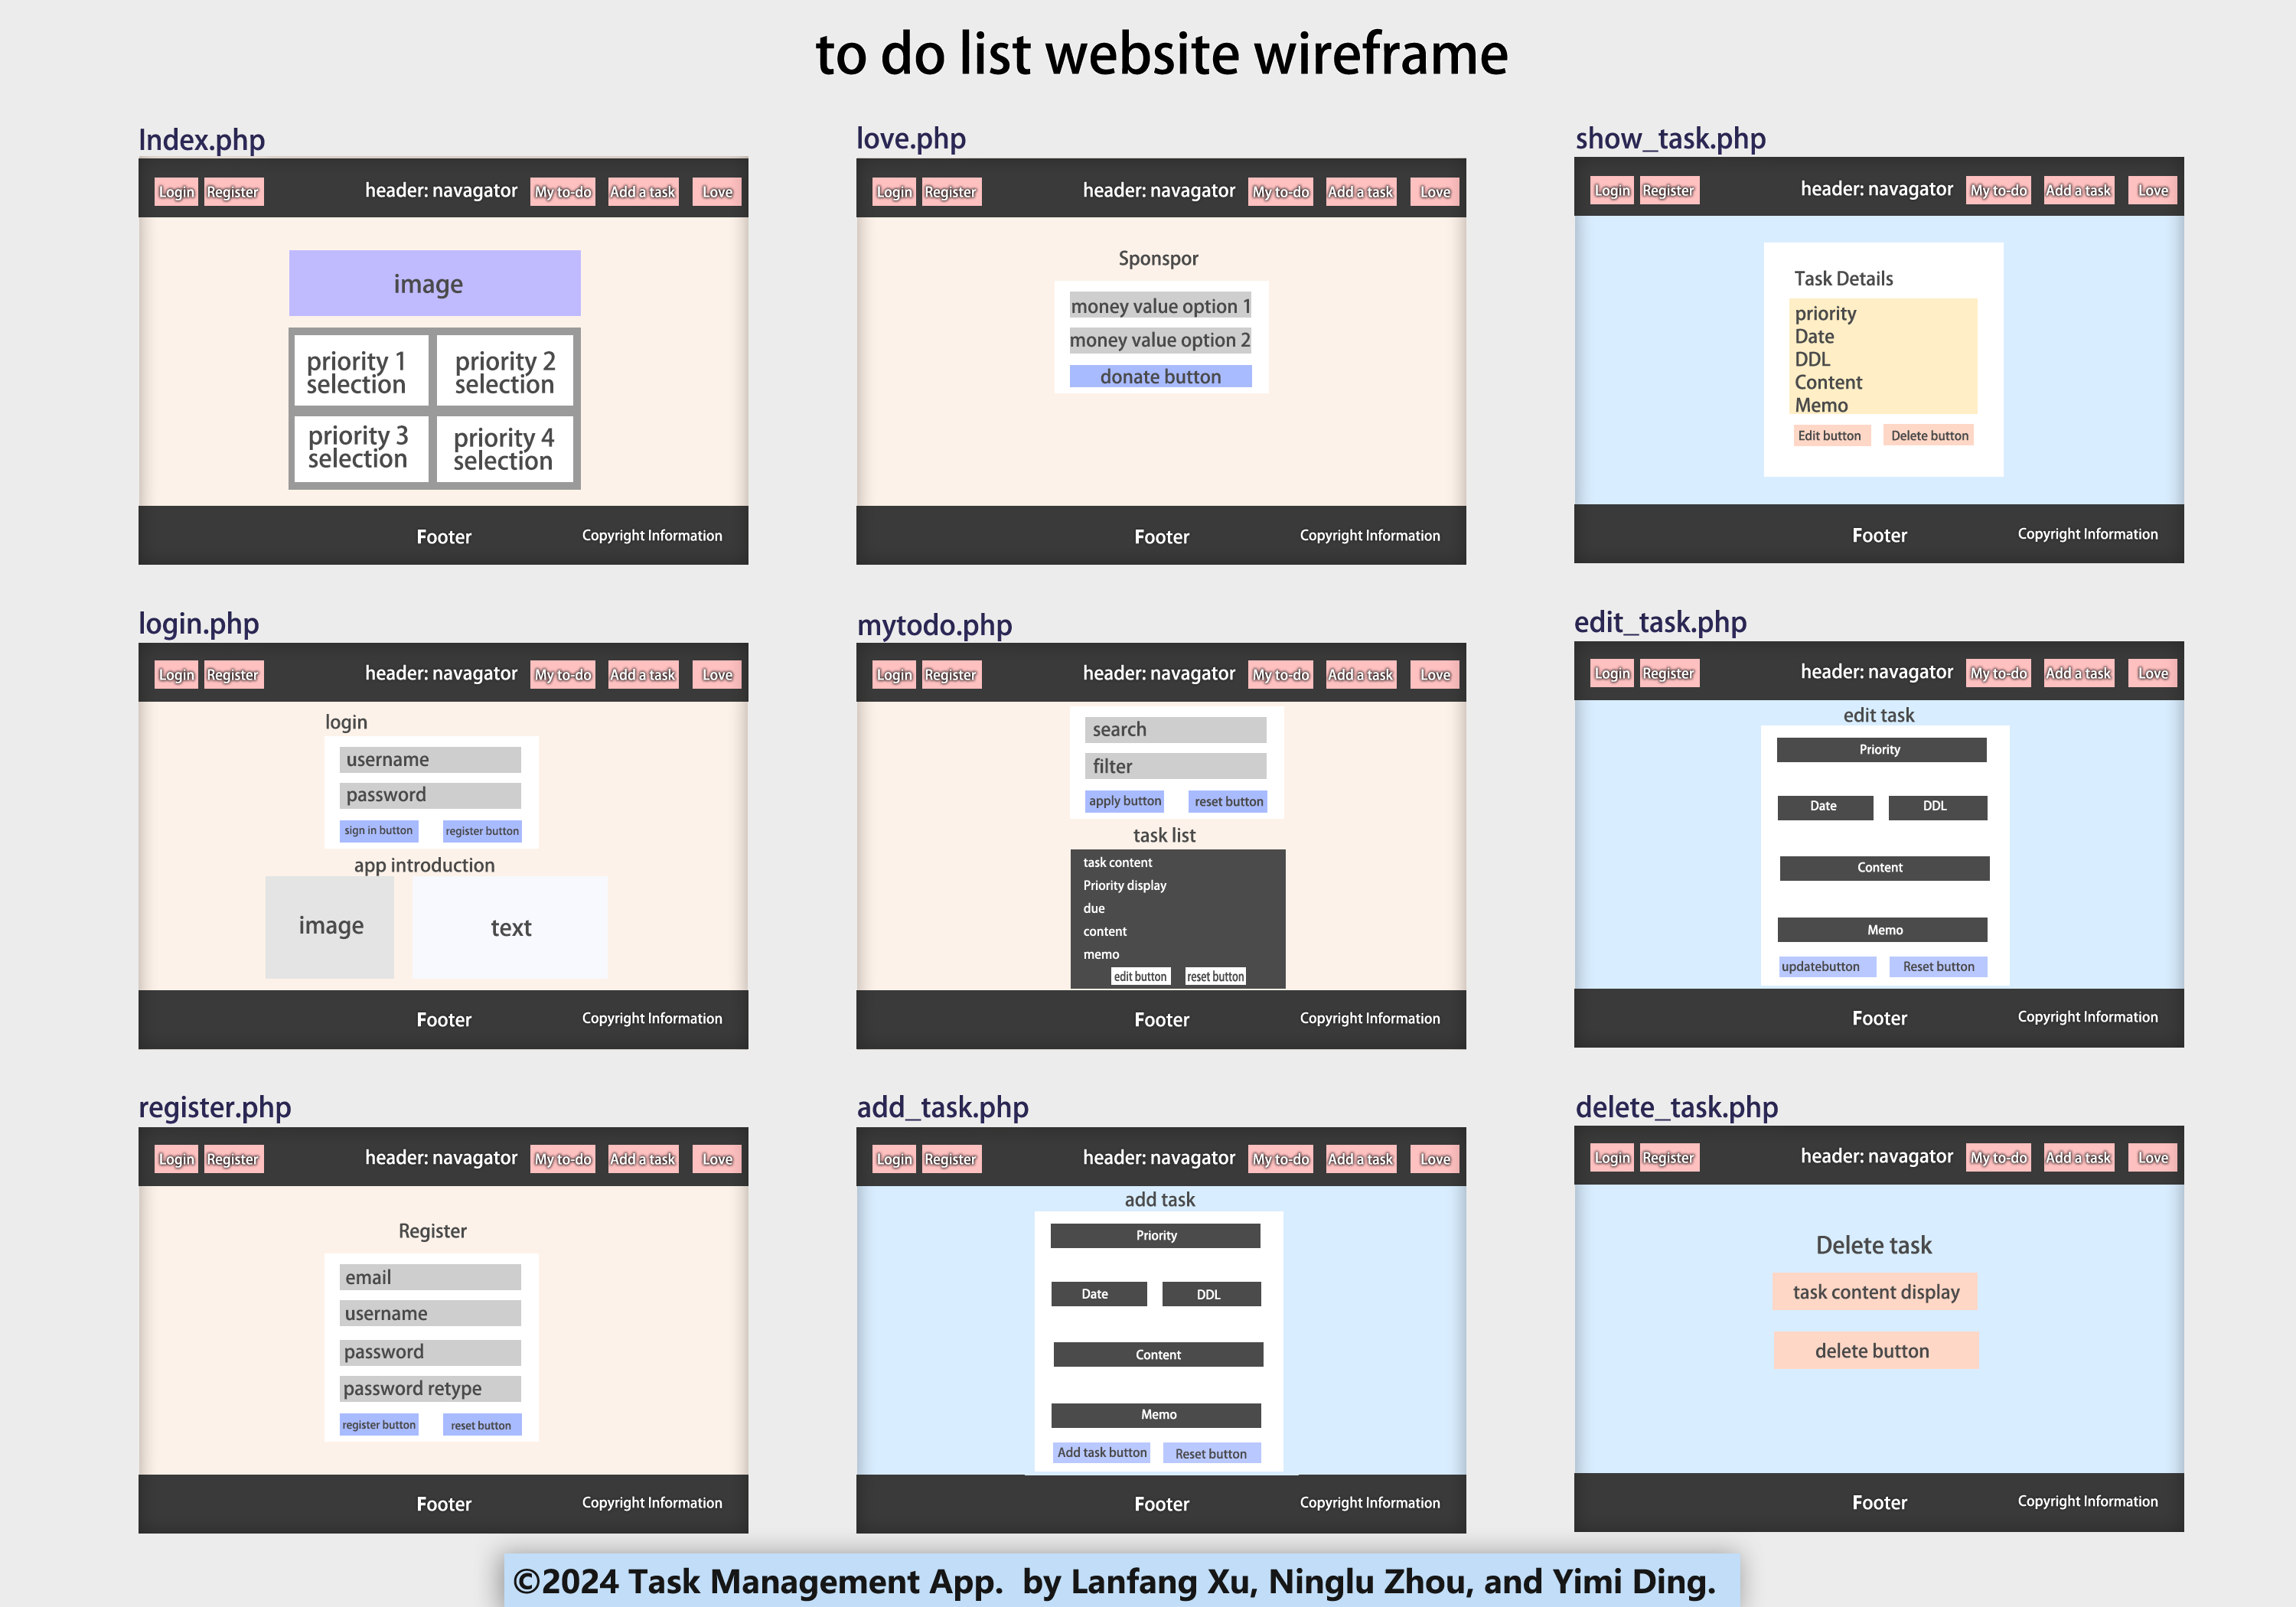 to do list website wireframe
Index.php
Login Register header: navagator My to-do Add a task Love
image
priority 1
selection
priority 2
selection
priority 3
selection
priority 4
selection
Footer Copyright Information
love.php
Login Register header: navagator My to-do Add a task Love
Sponspor
money value option 1
money value option 2
donate button
Footer Copyright Information
show_task.php
Login Register header: navagator My to-do Add a task Love
Task Details
priority
Date
DDL
Content
Memo
Edit button Delete button
Footer Copyright Information
login.php
Login Register header: navagator My to-do Add a task Love
login
username
password
sign in button register button
app introduction
image text
Footer Copyright Information
mytodo.php
Login Register header: navagator My to-do Add a task Love
search
filter
apply button reset button
task list
task content
Priority display
due
content
memo
edit button reset button
Footer Copyright Information
edit_task.php
Login Register header: navagator My to-do Add a task Love
edit task
Priority
Date DDL
Content
Memo
updatebutton Reset button
Footer Copyright Information
register.php
Login Register header: navagator My to-do Add a task Love
Register
email
username
password
password retype
register button reset button
Footer Copyright Information
add_task.php
Login Register header: navagator My to-do Add a task Love
add task
Priority
Date DDL
Content
Memo
Add task button Reset button
Footer Copyright Information
delete_task.php
Login Register header: navagator My to-do Add a task Love
Delete task
task content display
delete button
Footer Copyright Information
©2024 Task Management App. by Lanfang Xu, Ninglu Zhou, and Yimi Ding.